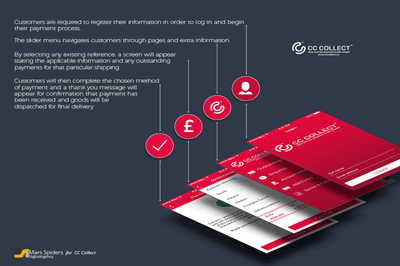 Customers are required to register their information in order to log in and begin
their payment process.
The slider menu navigates customers through pages and extra information.
By selecting any existing reference, a screen will appear
stating the applicable information and any outstanding
payments for that particular shipping.
Customers will then complete the chosen method
of payment and a thank you message will
appear for confirmation that payment has
been received and goods will be
dispatched for final delivery.
CC COLLECT
£
CC COLLECT
LOGIN
Mars Spiders for CC Collect
Digital agency